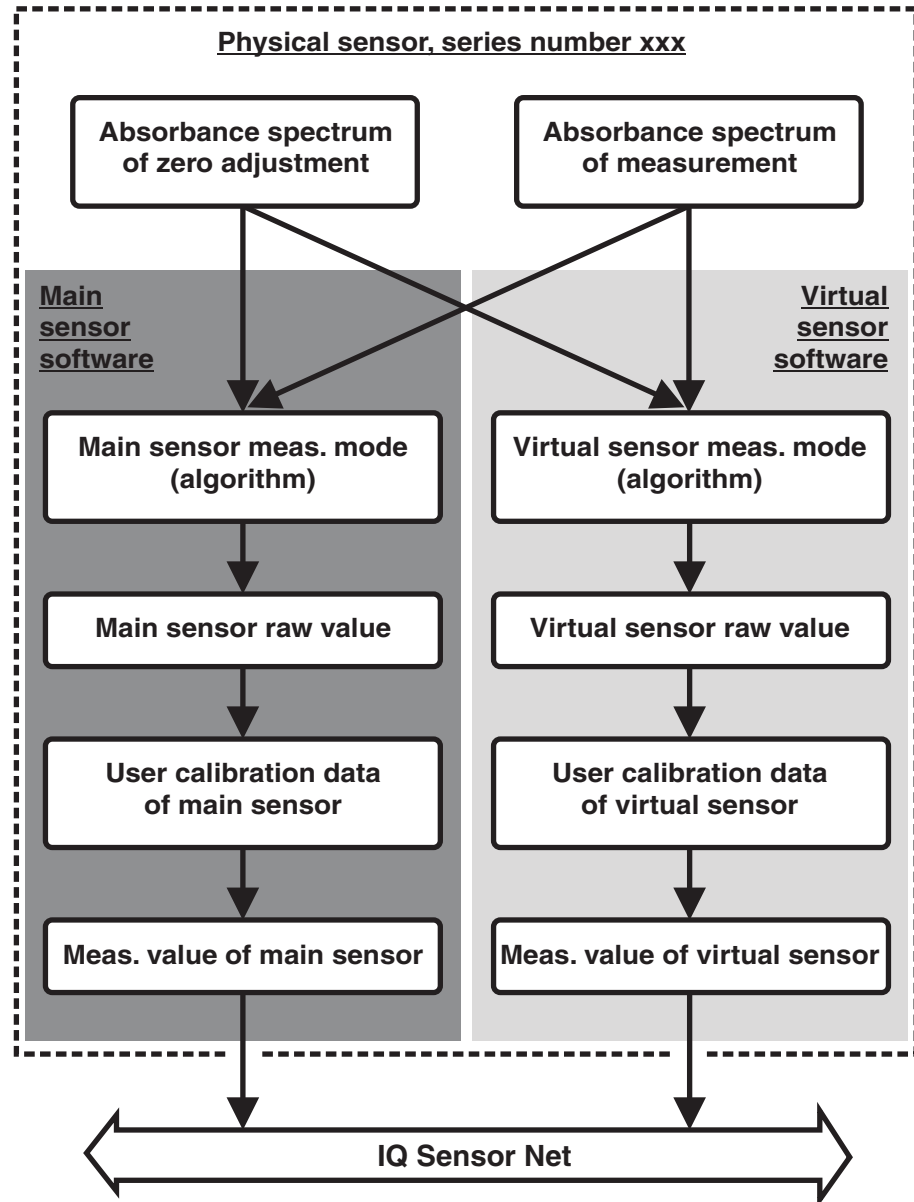 Physical sensor, series number xxx
Absorbance spectrum
of zero adjustment
Absorbance spectrum
of measurement
Main
sensor
software
Virtual
sensor
software
Main sensor meas. mode
(algorithm)
Virtual sensor meas. mode
(algorithm)
Main sensor raw value
Virtual sensor raw value
User calibration data
of main sensor
User calibration data
of virtual sensor
Meas. value of main sensor
Meas. value of virtual sensor
IQ Sensor Net